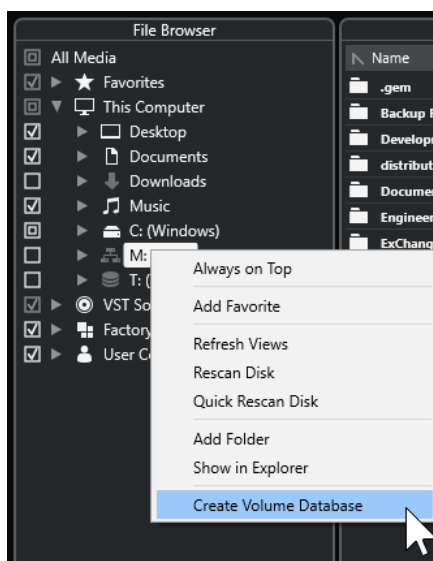 File Browser
All Media
Favorites
This Computer
Desktop
Documents
Downloads
Music
C: (Windows)
M:
T: (
VST So
Factory
User C
Name
.gem
Backup
Develop
distribut
Docume
Engineer
ExChang
Always on Top
Add Favorite
Refresh Views
Rescan Disk
Quick Rescan Disk
Add Folder
Show in Explorer
Create Volume Database